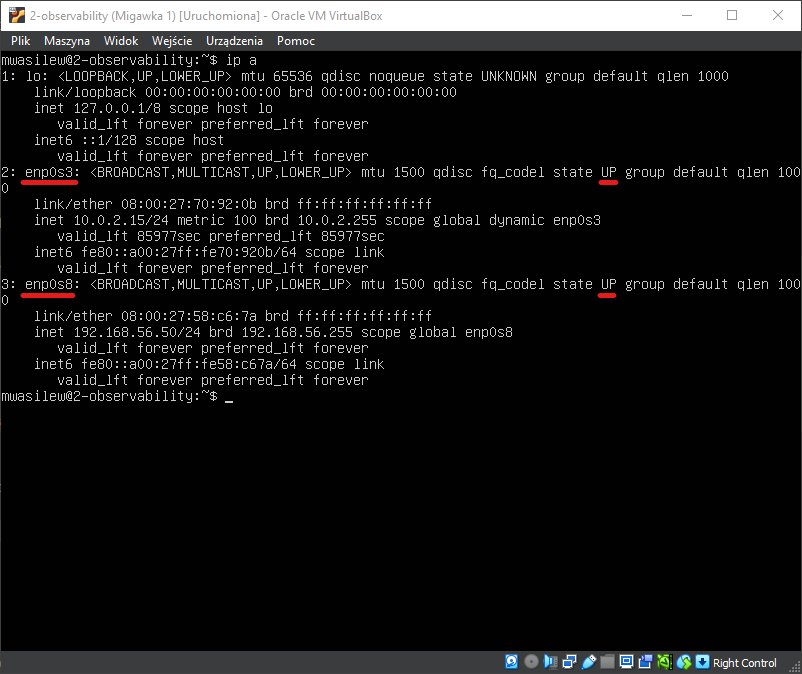 2-observability (Migawka 1) [Uruchomiona] - Oracle VM VirtualBox
Plik Maszyna Widok Wejście Urządzenia Pomoc
mwasilew@2-observability:~$ ip a
1: lo: <LOOPBACK,UP,LOWER_UP> mtu 65536 qdisc noqueue state UNKNOWN group default qlen 1000
    link/loopback 00:00:00:00:00:00 brd 00:00:00:00:00:00
    inet 127.0.0.1/8 scope host lo
       valid_lft forever preferred_lft forever
    inet6 ::1/128 scope host
       valid_lft forever preferred_lft forever
2: enp0s3: <BROADCAST,MULTICAST,UP,LOWER_UP> mtu 1500 qdisc fq_codel state UP group default qlen 100
0
    link/ether 08:00:27:70:92:0b brd ff:ff:ff:ff:ff:ff
    inet 10.0.2.15/24 metric 100 brd 10.0.2.255 scope global dynamic enp0s3
       valid_lft 85977sec preferred_lft 85977sec
    inet6 fe80::a00:27ff:fe70:920b/64 scope link
       valid_lft forever preferred_lft forever
3: enp0s8: <BROADCAST,MULTICAST,UP,LOWER_UP> mtu 1500 qdisc fq_codel state UP group default qlen 100
0
    link/ether 08:00:27:58:c6:7a brd ff:ff:ff:ff:ff:ff
    inet 192.168.56.50/24 brd 192.168.56.255 scope global enp0s8
       valid_lft forever preferred_lft forever
    inet6 fe80::a00:27ff:fe58:c67a/64 scope link
       valid_lft forever preferred_lft forever
mwasilew@2-observability:~$ _
Right Control